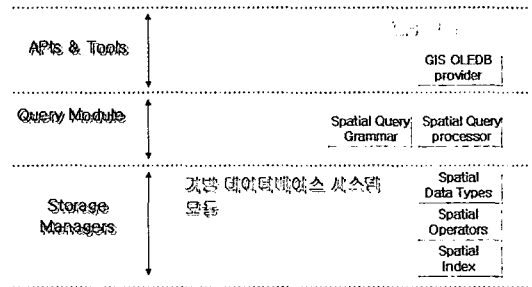 APIs & Tools
GIS OLEDB
provider
Query Module
Spatial Query
Grammar
Spatial Query
processor
Storage
Managers
기반 데이터베이스 시스템
모듈
Spatial
Data Types
Spatial
Operators
Spatial
Index